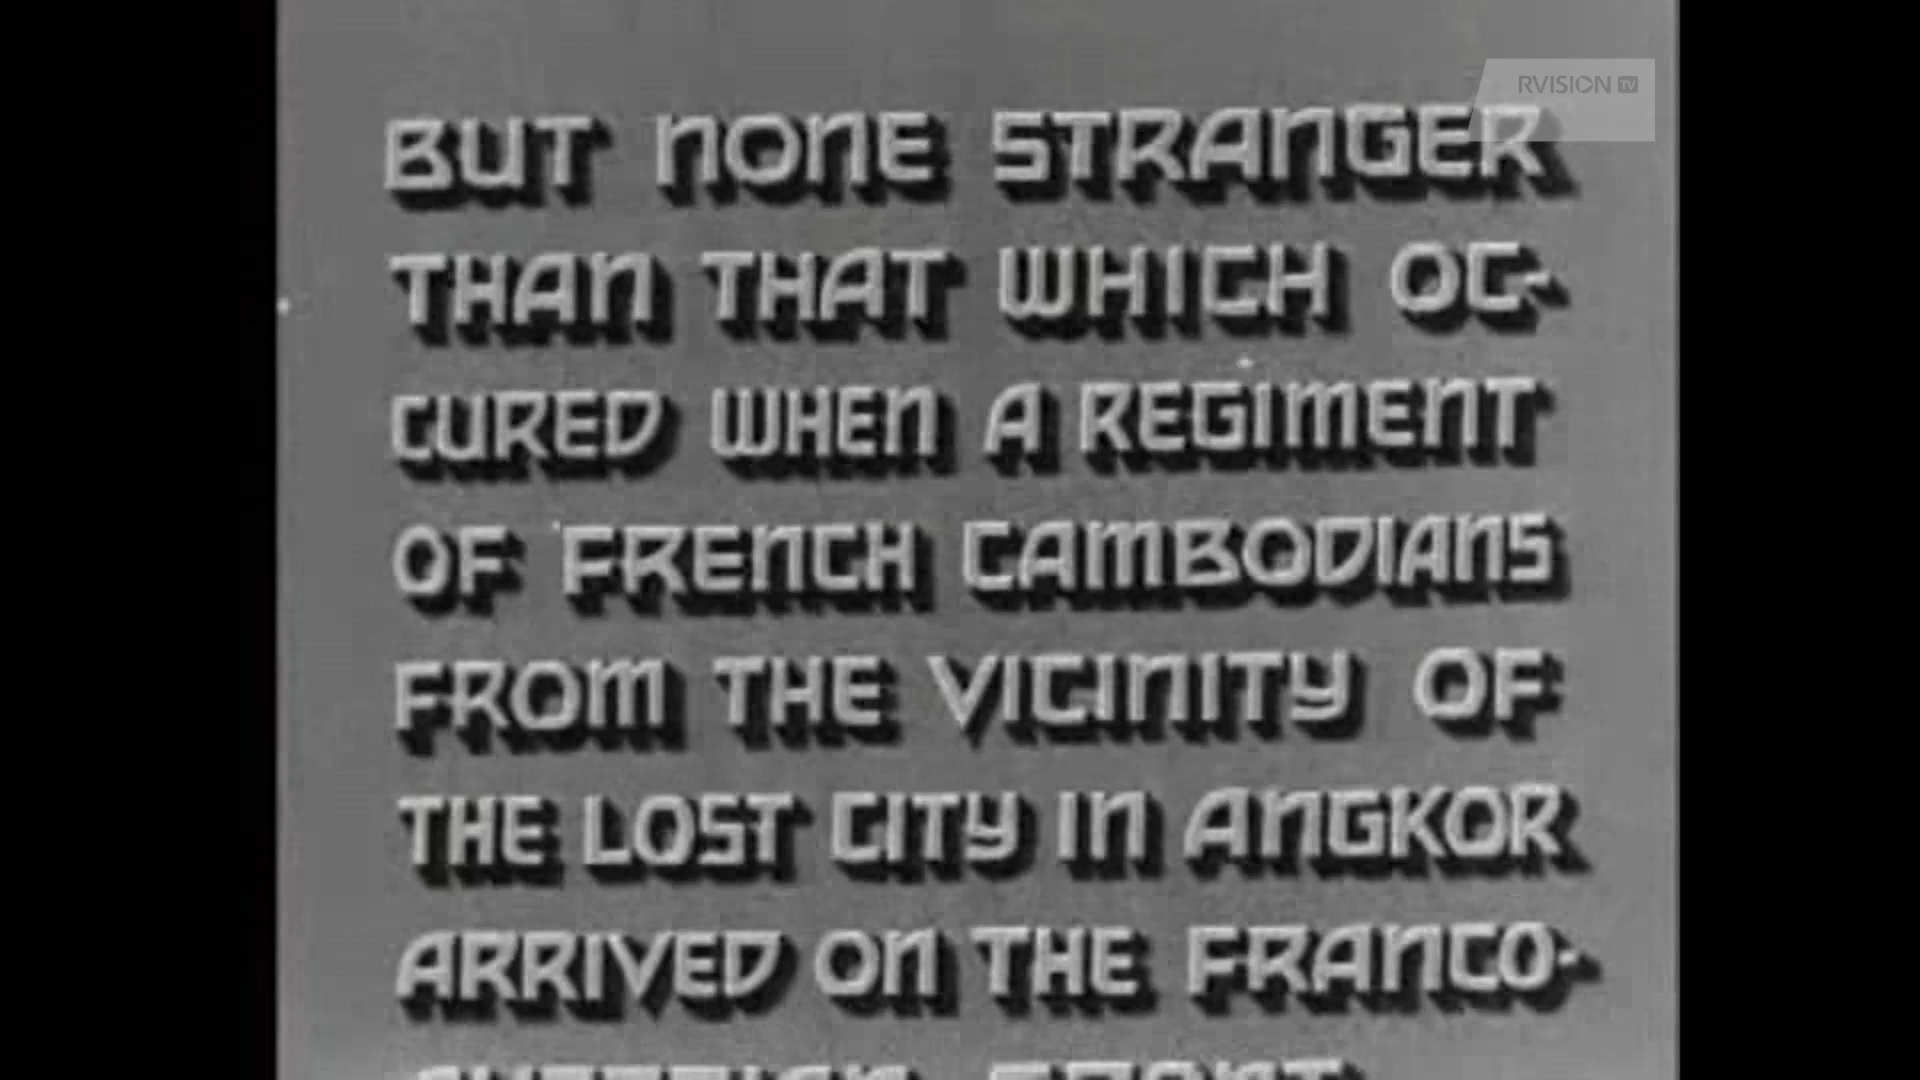 RVISION TV
BUT NONE STRANGER
THAN THAT WHICH OC-
CURED WHEN A REGIMENT
OF FRENCH CAMBODIANS
FROM THE VICINITY OF
THE LOST CITY IN ANGKOR
ARRIVED ON THE FRANCO-